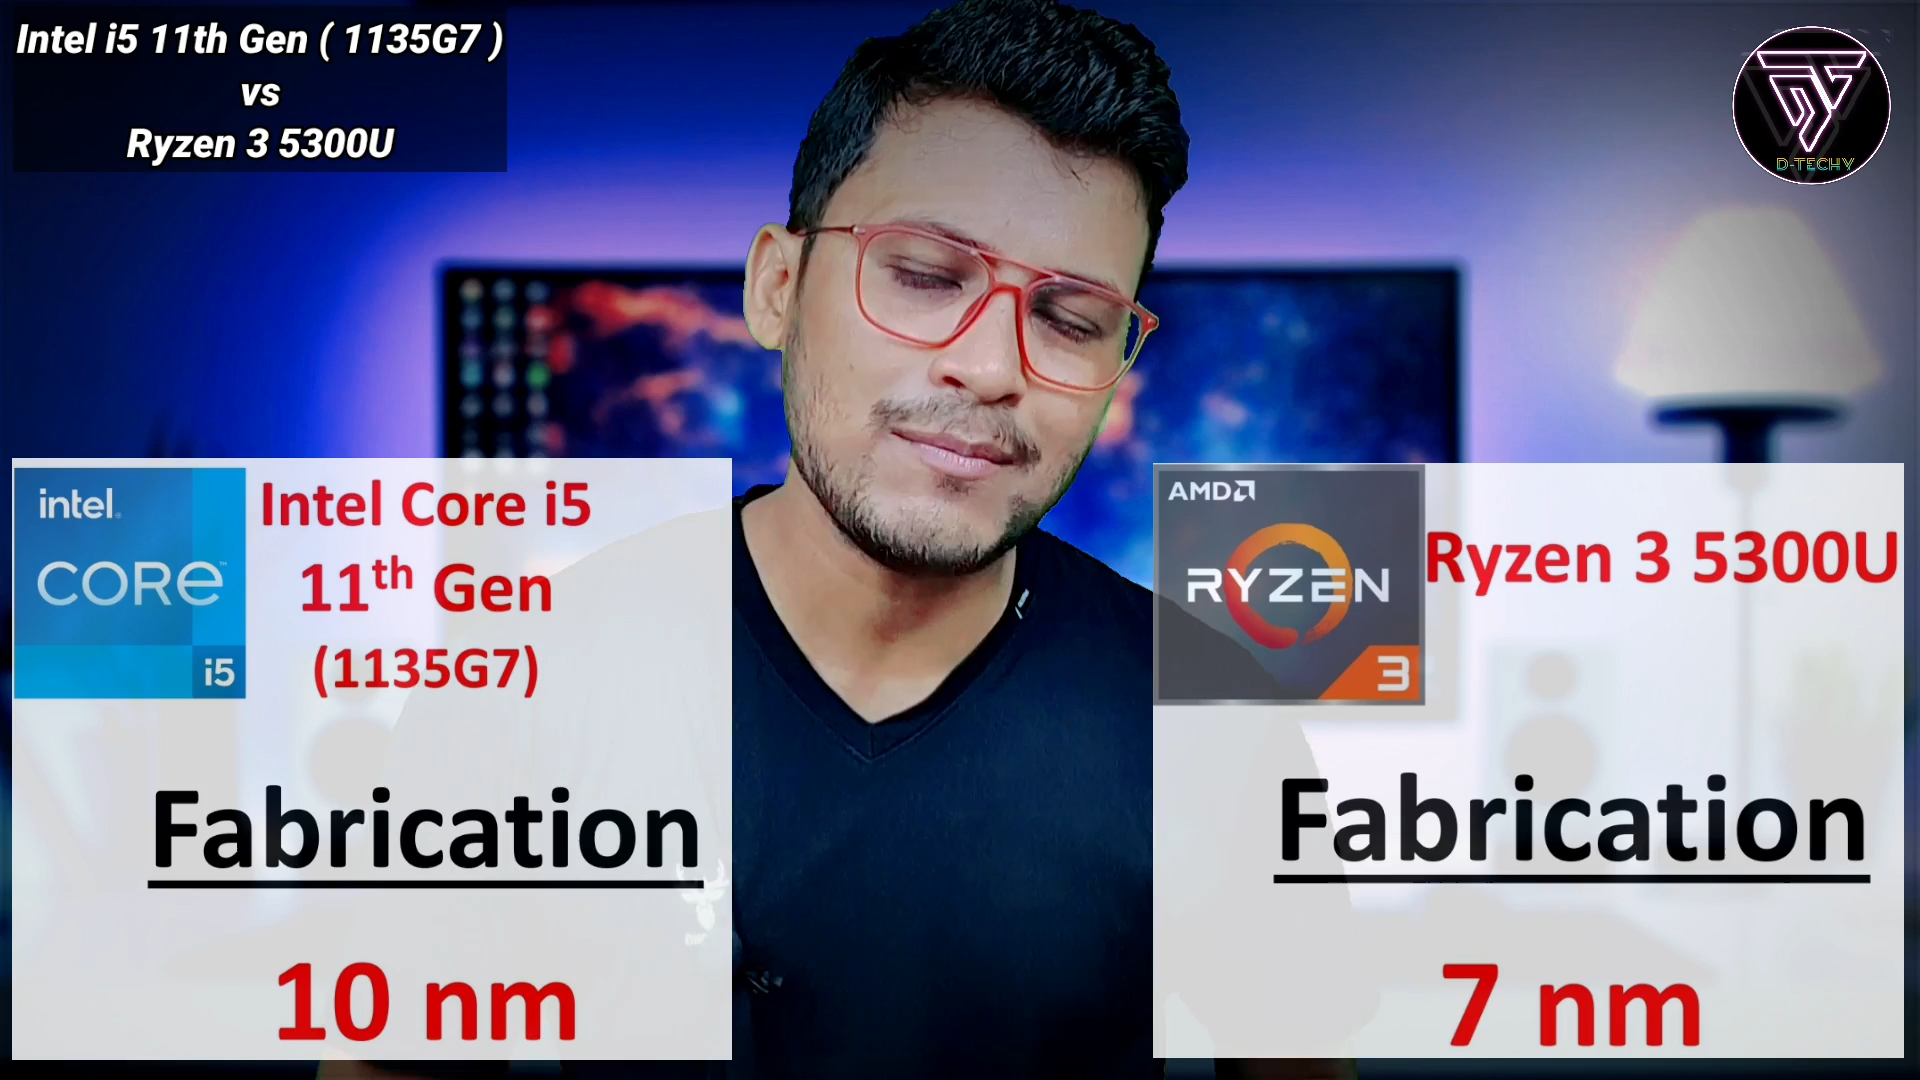 Intel i5 11th Gen ( 1135G7 )
vs
Ryzen 3 5300U
D-TECHY
intel.
CORe™
i5
Intel Core i5
11th Gen
(1135G7)
Fabrication
10 nm
AMD
RYZEN
3
Ryzen 3 5300U
Fabrication
7 nm